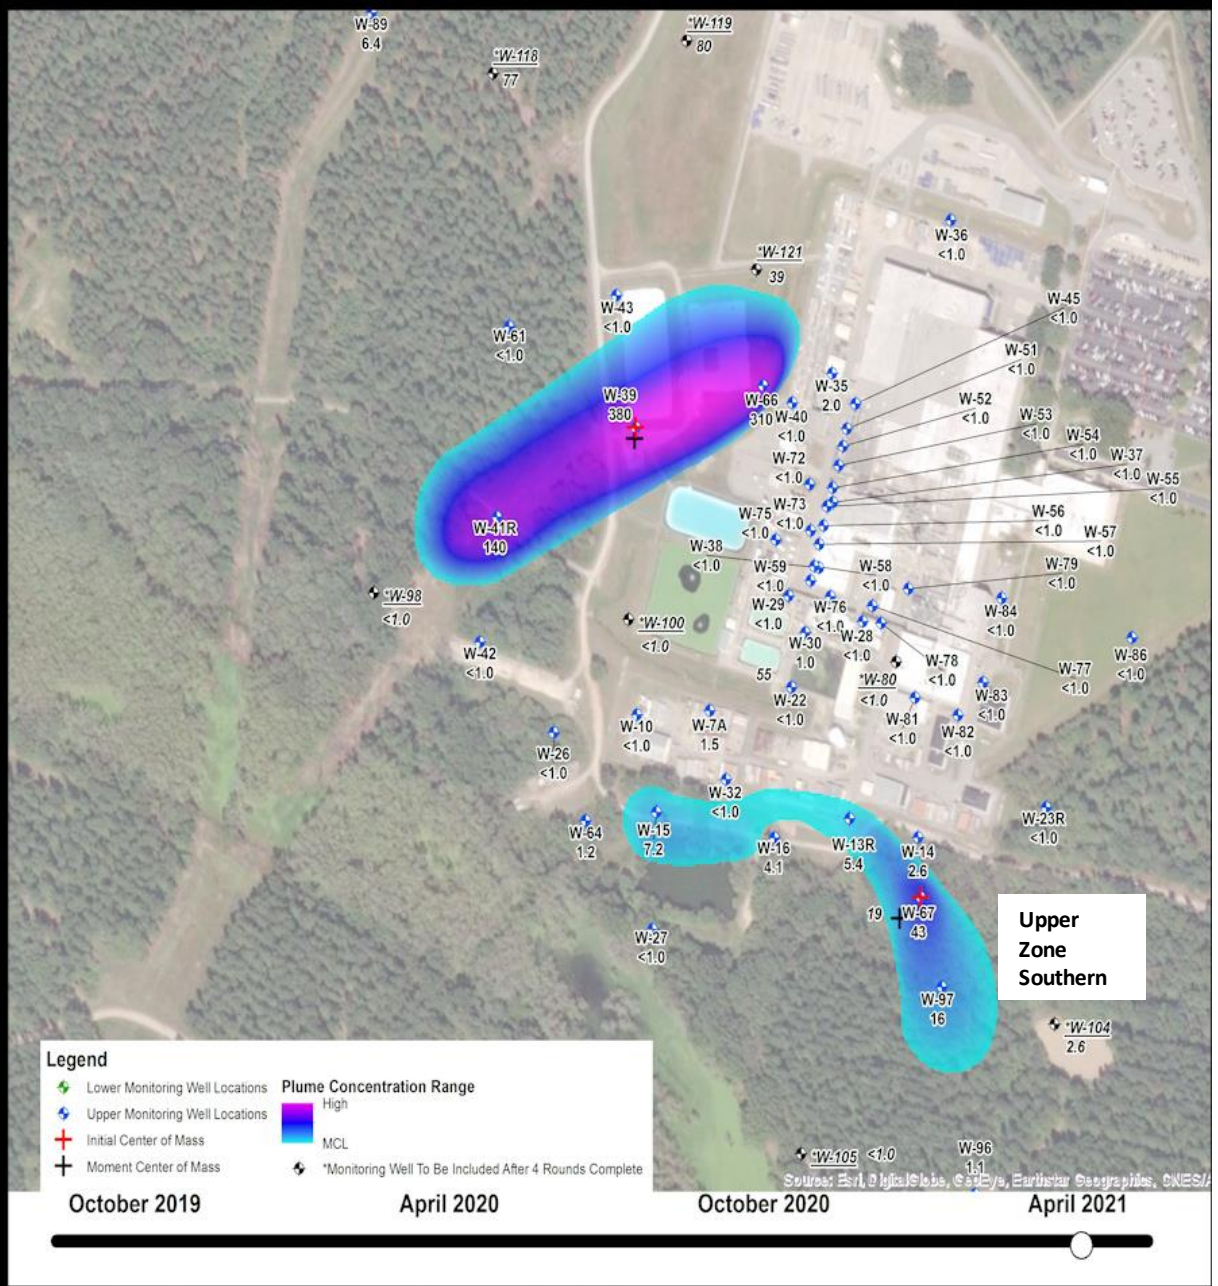 W-89
6.4
*W-119
80
*W-118
77
W-36
<1.0
*W-121
39
W-43
<1.0
W-61
<1.0
W-45
<1.0
W-51
<1.0
W-39
380
W-66
310
W-40
<1.0
W-35
2.0
W-52
<1.0
W-53
<1.0
W-54
<1.0
W-37
<1.0
W-55
<1.0
W-72
<1.0
W-73
<1.0
W-75
<1.0
W-56
<1.0
W-57
<1.0
W-41R
140
W-38
<1.0
W-59
<1.0
W-58
<1.0
W-79
<1.0
*W-98
<1.0
W-29
<1.0
W-76
<1.0
W-84
<1.0
*W-100
<1.0
W-30
1.0
W-28
<1.0
W-42
<1.0
W-78
<1.0
W-77
<1.0
W-86
<1.0
55
*W-80
<1.0
W-22
<1.0
W-83
<1.0
W-10
<1.0
W-7A
1.5
W-81
<1.0
W-82
<1.0
W-26
<1.0
W-32
<1.0
W-64
1.2
W-15
7.2
W-16
4.1
W-13R
5.4
W-14
2.6
W-23R
<1.0
19
W-67
43
W-27
<1.0
Upper
Zone
Southern
W-97
16
*W-104
2.6
Legend
Lower Monitoring Well Locations
Upper Monitoring Well Locations
Initial Center of Mass
Moment Center of Mass
Plume Concentration Range
High
MCL
*Monitoring Well To Be Included After 4 Rounds Complete
*W-105 <1.0
W-96
1.1
Source: Esri, DigitalGlobe, GeoEye, Earthstar Geographics, CNES/A
October 2019 April 2020 October 2020 April 2021